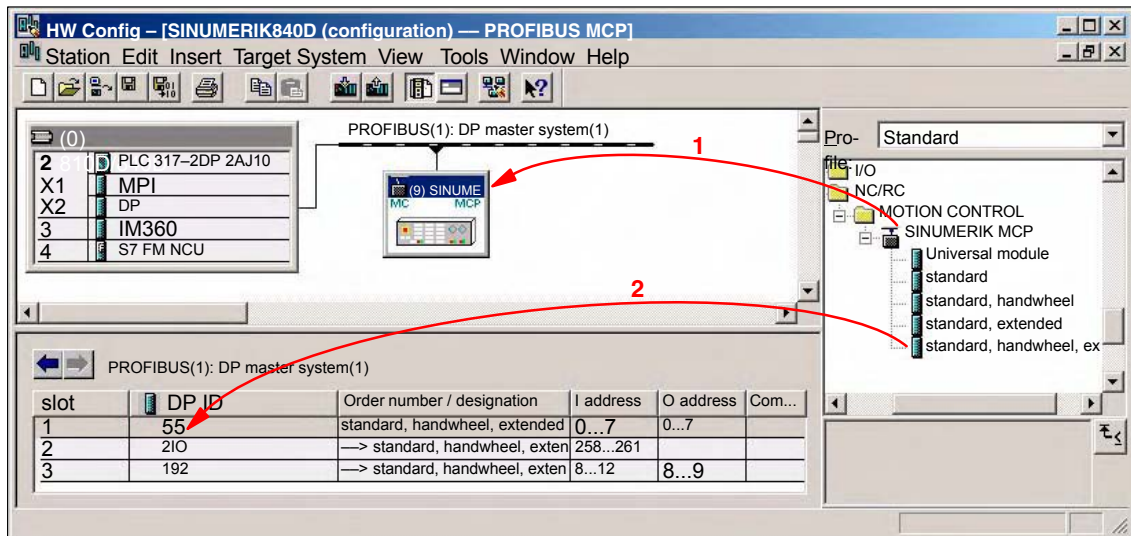 HW Config – [SINUMERIK840D (configuration) –– PROFIBUS MCP]
Station Edit Insert Target System View Tools Window Help
(0)
2 PLC 317–2DP 2AJ10
X1 MPI
X2 DP
3 IM360
4 S7 FM NCU
PROFIBUS(1): DP master system(1)
(9) SINUME
MC MCP
1
2
Pro-
file:
Standard
I/O
NC/RC
MOTION CONTROL
SINUMERIK MCP
Universal module
standard
standard, handwheel
standard, extended
standard, handwheel, ex
PROFIBUS(1): DP master system(1)
slot DP ID Order number / designation I address O address Com...
1 55 standard, handwheel, extended 0...7 0...7
2 2IO ––> standard, handwheel, exten 258...261
3 192 ––> standard, handwheel, exten 8...12 8...9